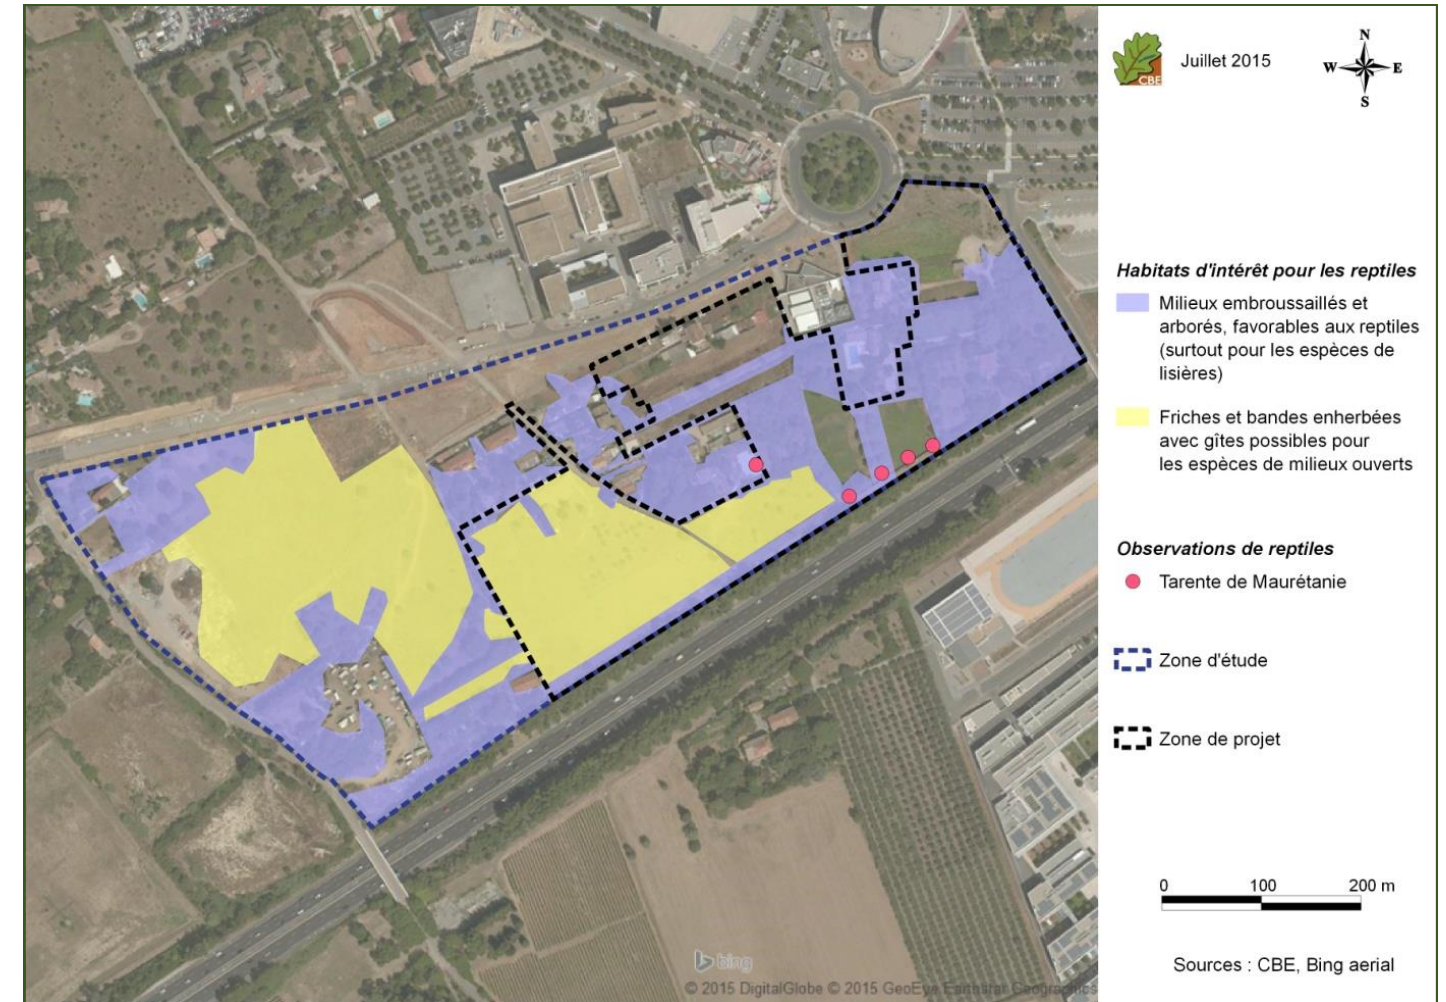 CBE
Juillet 2015
N
W E
S
Habitats d'intérêt pour les reptiles
Milieux embroussaillés et
arborés, favorables aux reptiles
(surtout pour les espèces de
lisières)
Friches et bandes enherbées
avec gîtes possibles pour
les espèces de milieux ouverts
Observations de reptiles
Tarente de Maurétanie
Zone d'étude
Zone de projet
0 100 200 m
Sources : CBE, Bing aerial
bing
© 2015 DigitalGlobe © 2015 GeoEye Earthstar Geographics